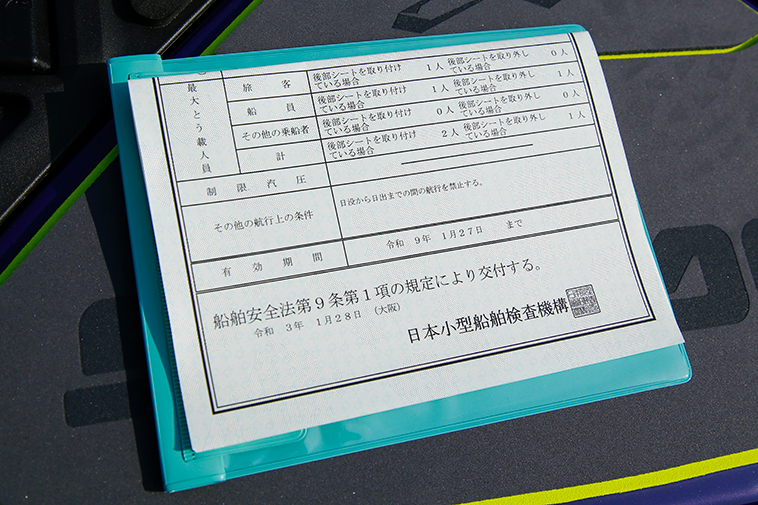 最大とう載人員
旅客 後部シートを取り付けている場合 1人 後部シートを取り外している場合 0人
船員 後部シートを取り付けている場合 1人 後部シートを取り外している場合 1人
その他の乗船者 後部シートを取り付けている場合 0人 後部シートを取り外している場合 0人
計 後部シートを取り付けている場合 2人 後部シートを取り外している場合 1人
制限汽圧
その他の航行上の条件 日没から日出までの間の航行を禁止する。
有効期間 令和 9年 1月27日 まで
船舶安全法第9条第1項の規定により交付する。
令和 3年 1月28日 (大阪)
日本小型船舶検査機構